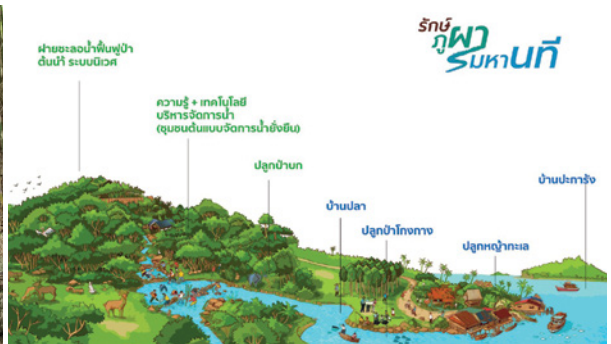 รักษ์
ภูผา
มหานที
ฝายชะลอน้ำฟื้นฟูป่า
ต้นน้ำ ระบบนิเวศ
ความรู้ + เทคโนโลยี
บริหารจัดการน้ำ
(ชุมชนต้นแบบจัดการน้ำยั่งยืน)
ปลูกป่าบก
บ้านปลา
ปลูกป่าโกงกาง
ปลูกหญ้าทะเล
บ้านปะการัง